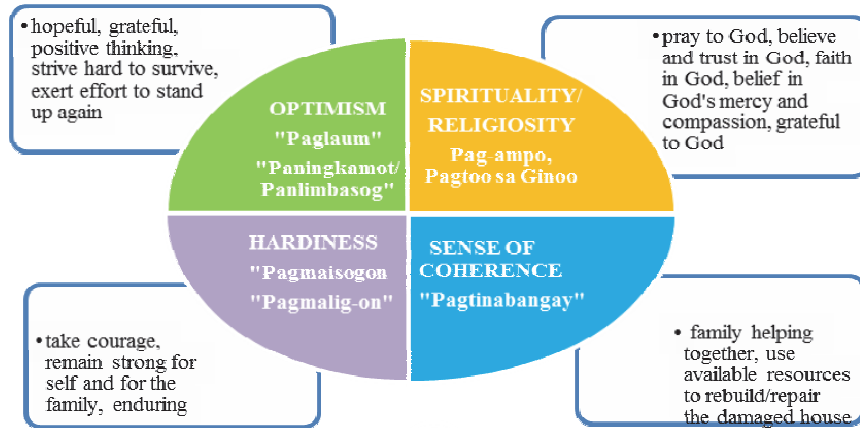 •hopeful, grateful,
positive thinking,
strive hard to survive,
exert effort to stand
up again
OPTIMISM
"Paglaum"
"Paningkamot/
Panlimbasog"
SPIRITUALITY/
RELIGIOSITY
Pag-ampo,
Pagtoo sa Ginoo
•pray to God, believe
and trust in God, faith
in God, belief in
God's mercy and
compassion, grateful
to God
HARDINESS
"Pagmaisogon
"Pagmalig-on"
SENSE OF
COHERENCE
"Pagtinabangay"
•take courage,
remain strong for
self and for the
family, enduring
• family helping
together, use
available resources
to rebuild/repair
the damaged house